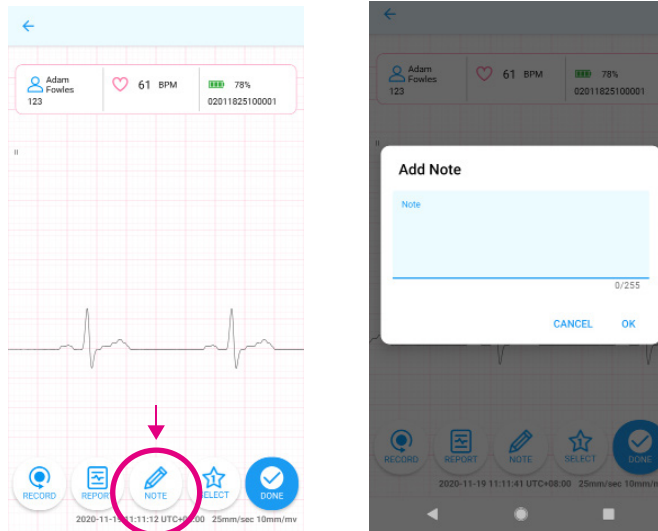 Adam
Fowles
123
61 BPM
78%
02011825100001
II
RECORD
REPORT
NOTE
SELECT
DONE
2020-11-19 11:11:12 UTC+08:00 25mm/sec 10mm/mv
Adam
Fowles
123
61 BPM
78%
02011825100001
Add Note
Note
0/255
CANCEL OK
RECORD
REPORT
NOTE
SELECT
DONE
2020-11-19 11:11:41 UTC+08:00 25mm/sec